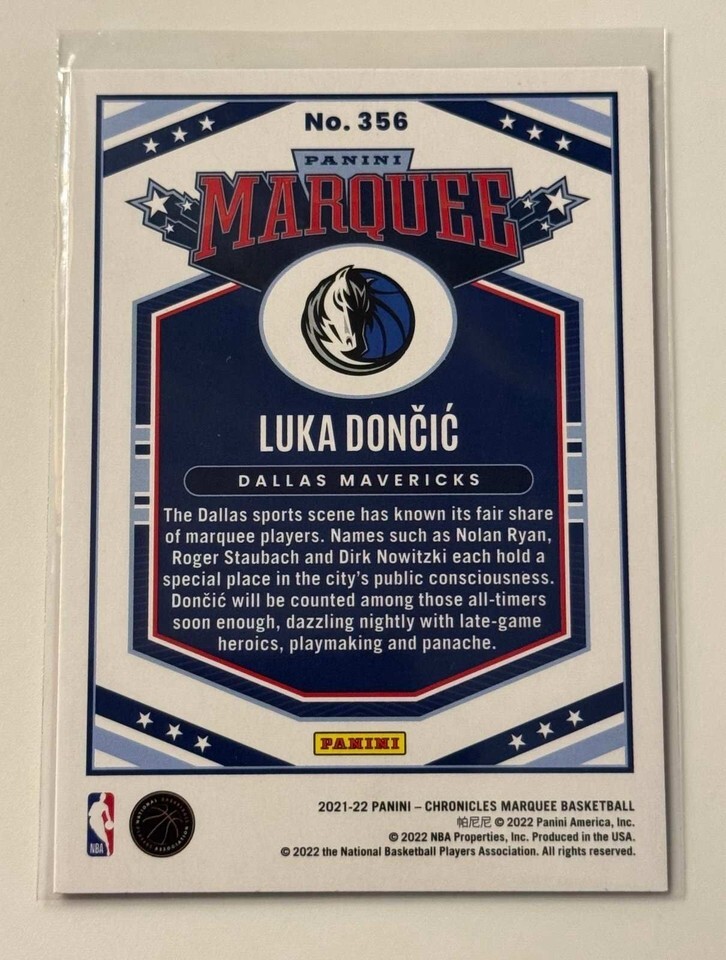 No. 356
PANINI
MARQUEE
LUKA DONČIĆ
DALLAS MAVERICKS
The Dallas sports scene has known its fair share
of marquee players. Names such as Nolan Ryan,
Roger Staubach and Dirk Nowitzki each hold a
special place in the city's public consciousness.
Dončić will be counted among those all-timers
soon enough, dazzling nightly with late-game
heroics, playmaking and panache.
PANINI
2021-22 PANINI – CHRONICLES MARQUEE BASKETBALL
帕尼尼 © 2022 Panini America, Inc.
© 2022 NBA Properties, Inc. Produced in the USA.
© 2022 the National Basketball Players Association. All rights reserved.
NBA
NATIONAL BASKETBALL